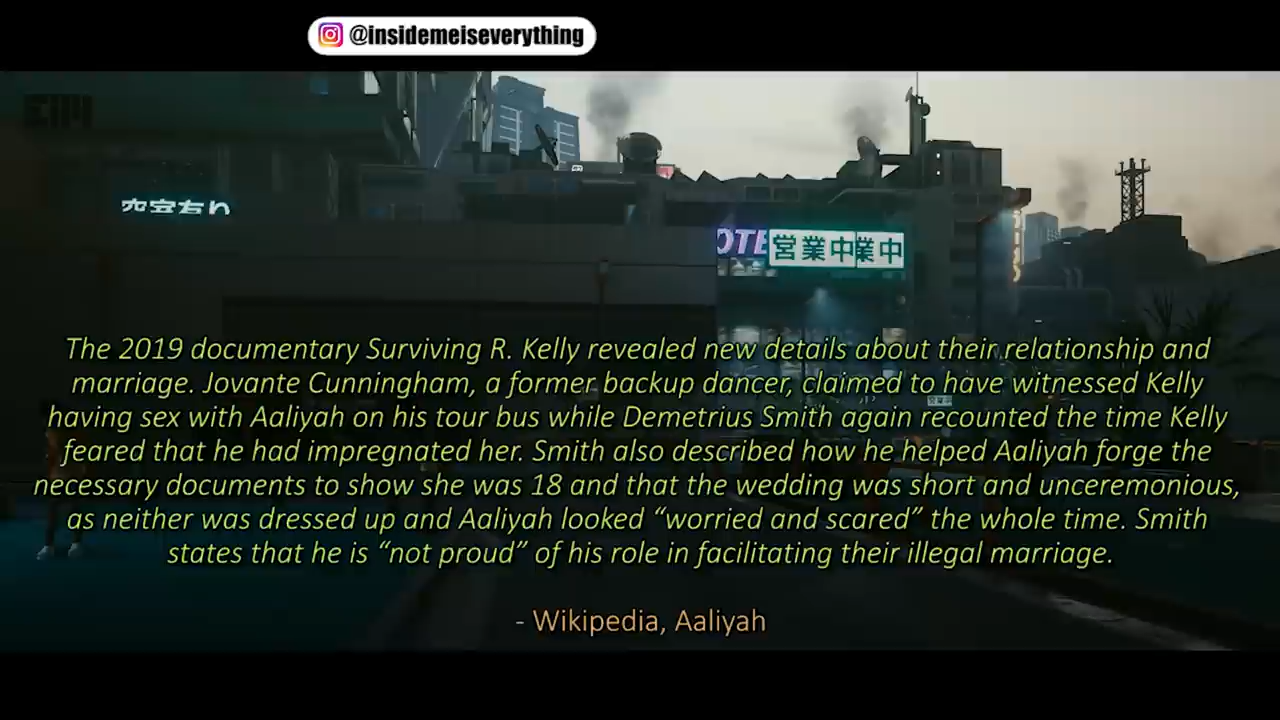 @insidemeiseverything
空室有り
OTE
営業中
業中
The 2019 documentary Surviving R. Kelly revealed new details about their relationship and
marriage. Jovante Cunningham, a former backup dancer, claimed to have witnessed Kelly
having sex with Aaliyah on his tour bus while Demetrius Smith again recounted the time Kelly
feared that he had impregnated her. Smith also described how he helped Aaliyah forge the
necessary documents to show she was 18 and that the wedding was short and unceremonious,
as neither was dressed up and Aaliyah looked “worried and scared” the whole time. Smith
states that he is “not proud” of his role in facilitating their illegal marriage.
- Wikipedia, Aaliyah